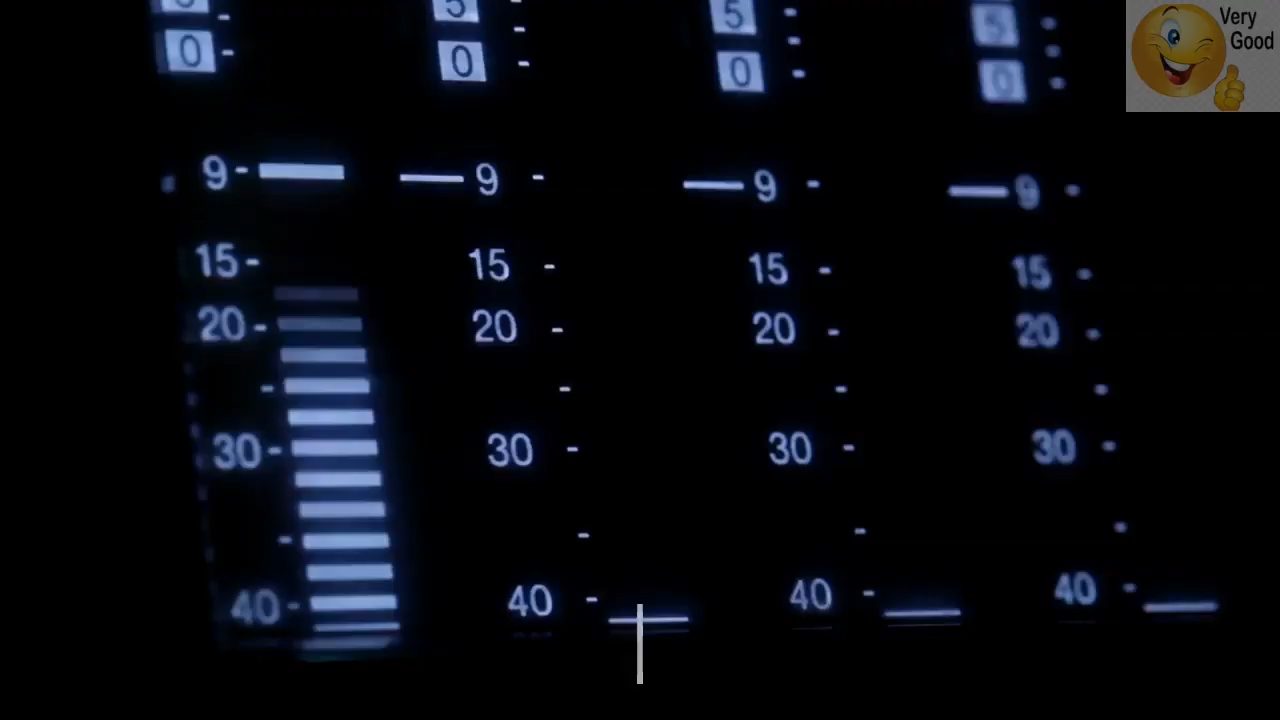 5 5 5 5
0 0 0 0
9 9 9 9
15 15 15 15
20 20 20 20
30 30 30 30
40 40 40 40
Very
Good